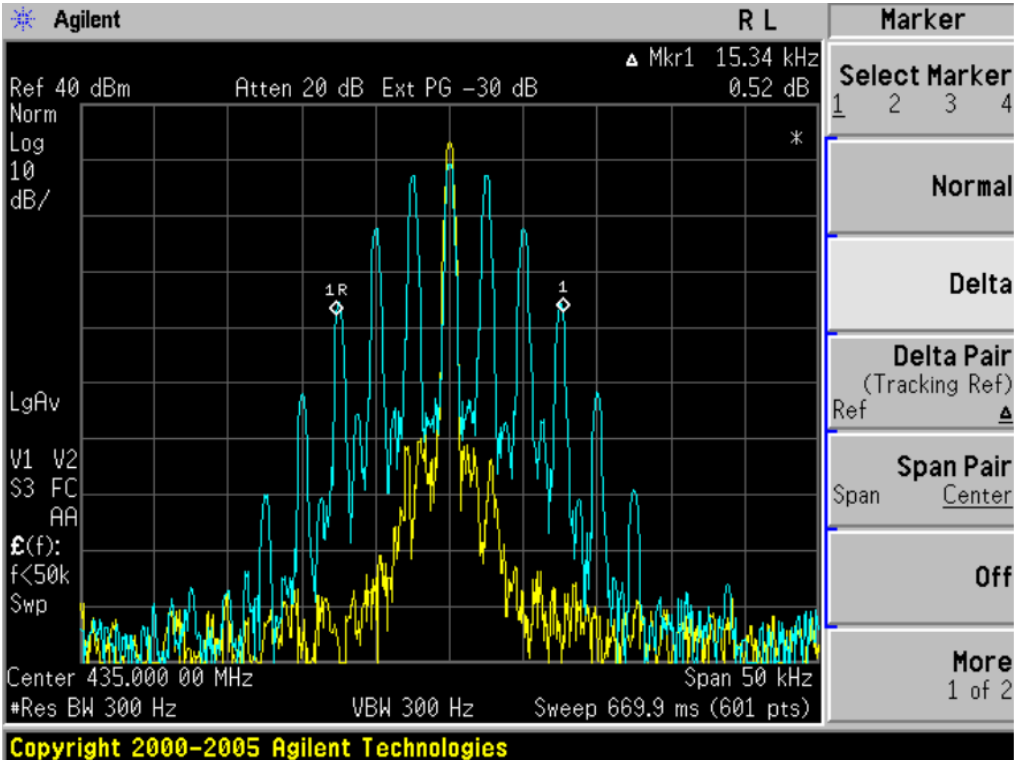 Agilent R L Marker
Δ Mkr1 15.34 kHz
Ref 40 dBm Atten 20 dB Ext PG -30 dB 0.52 dB
Norm
Log
10
dB/
*
1R
1
LgAv
V1 V2
S3 FC
AA
£(f):
f<50k
Swp
Center 435.000 00 MHz Span 50 kHz
#Res BW 300 Hz VBW 300 Hz Sweep 669.9 ms (601 pts)
Select Marker
1 2 3 4
Normal
Delta
Delta Pair
(Tracking Ref)
Ref Δ
Span Pair
Span Center
Off
More
1 of 2
Copyright 2000-2005 Agilent Technologies